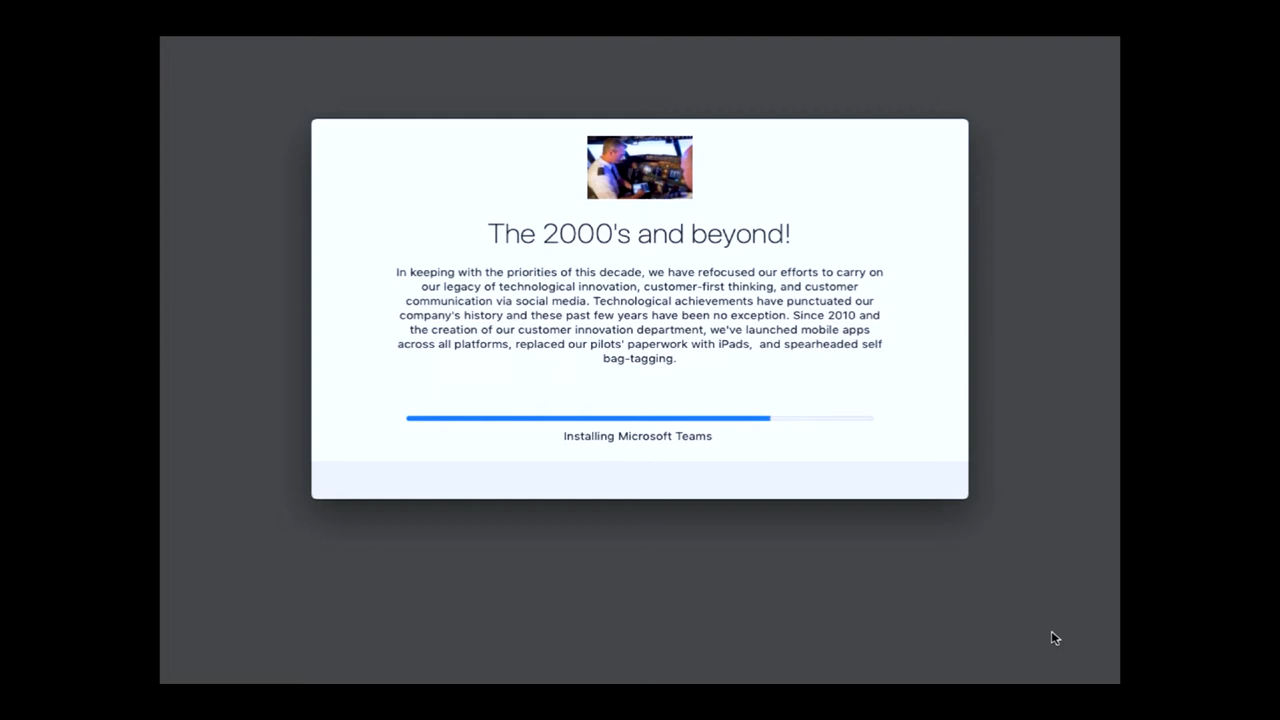 The 2000's and beyond!
In keeping with the priorities of this decade, we have refocused our efforts to carry on
our legacy of technological innovation, customer-first thinking, and customer
communication via social media. Technological achievements have punctuated our
company's history and these past few years have been no exception. Since 2010 and
the creation of our customer innovation department, we've launched mobile apps
across all platforms, replaced our pilots' paperwork with iPads,  and spearheaded self
bag-tagging.
Installing Microsoft Teams